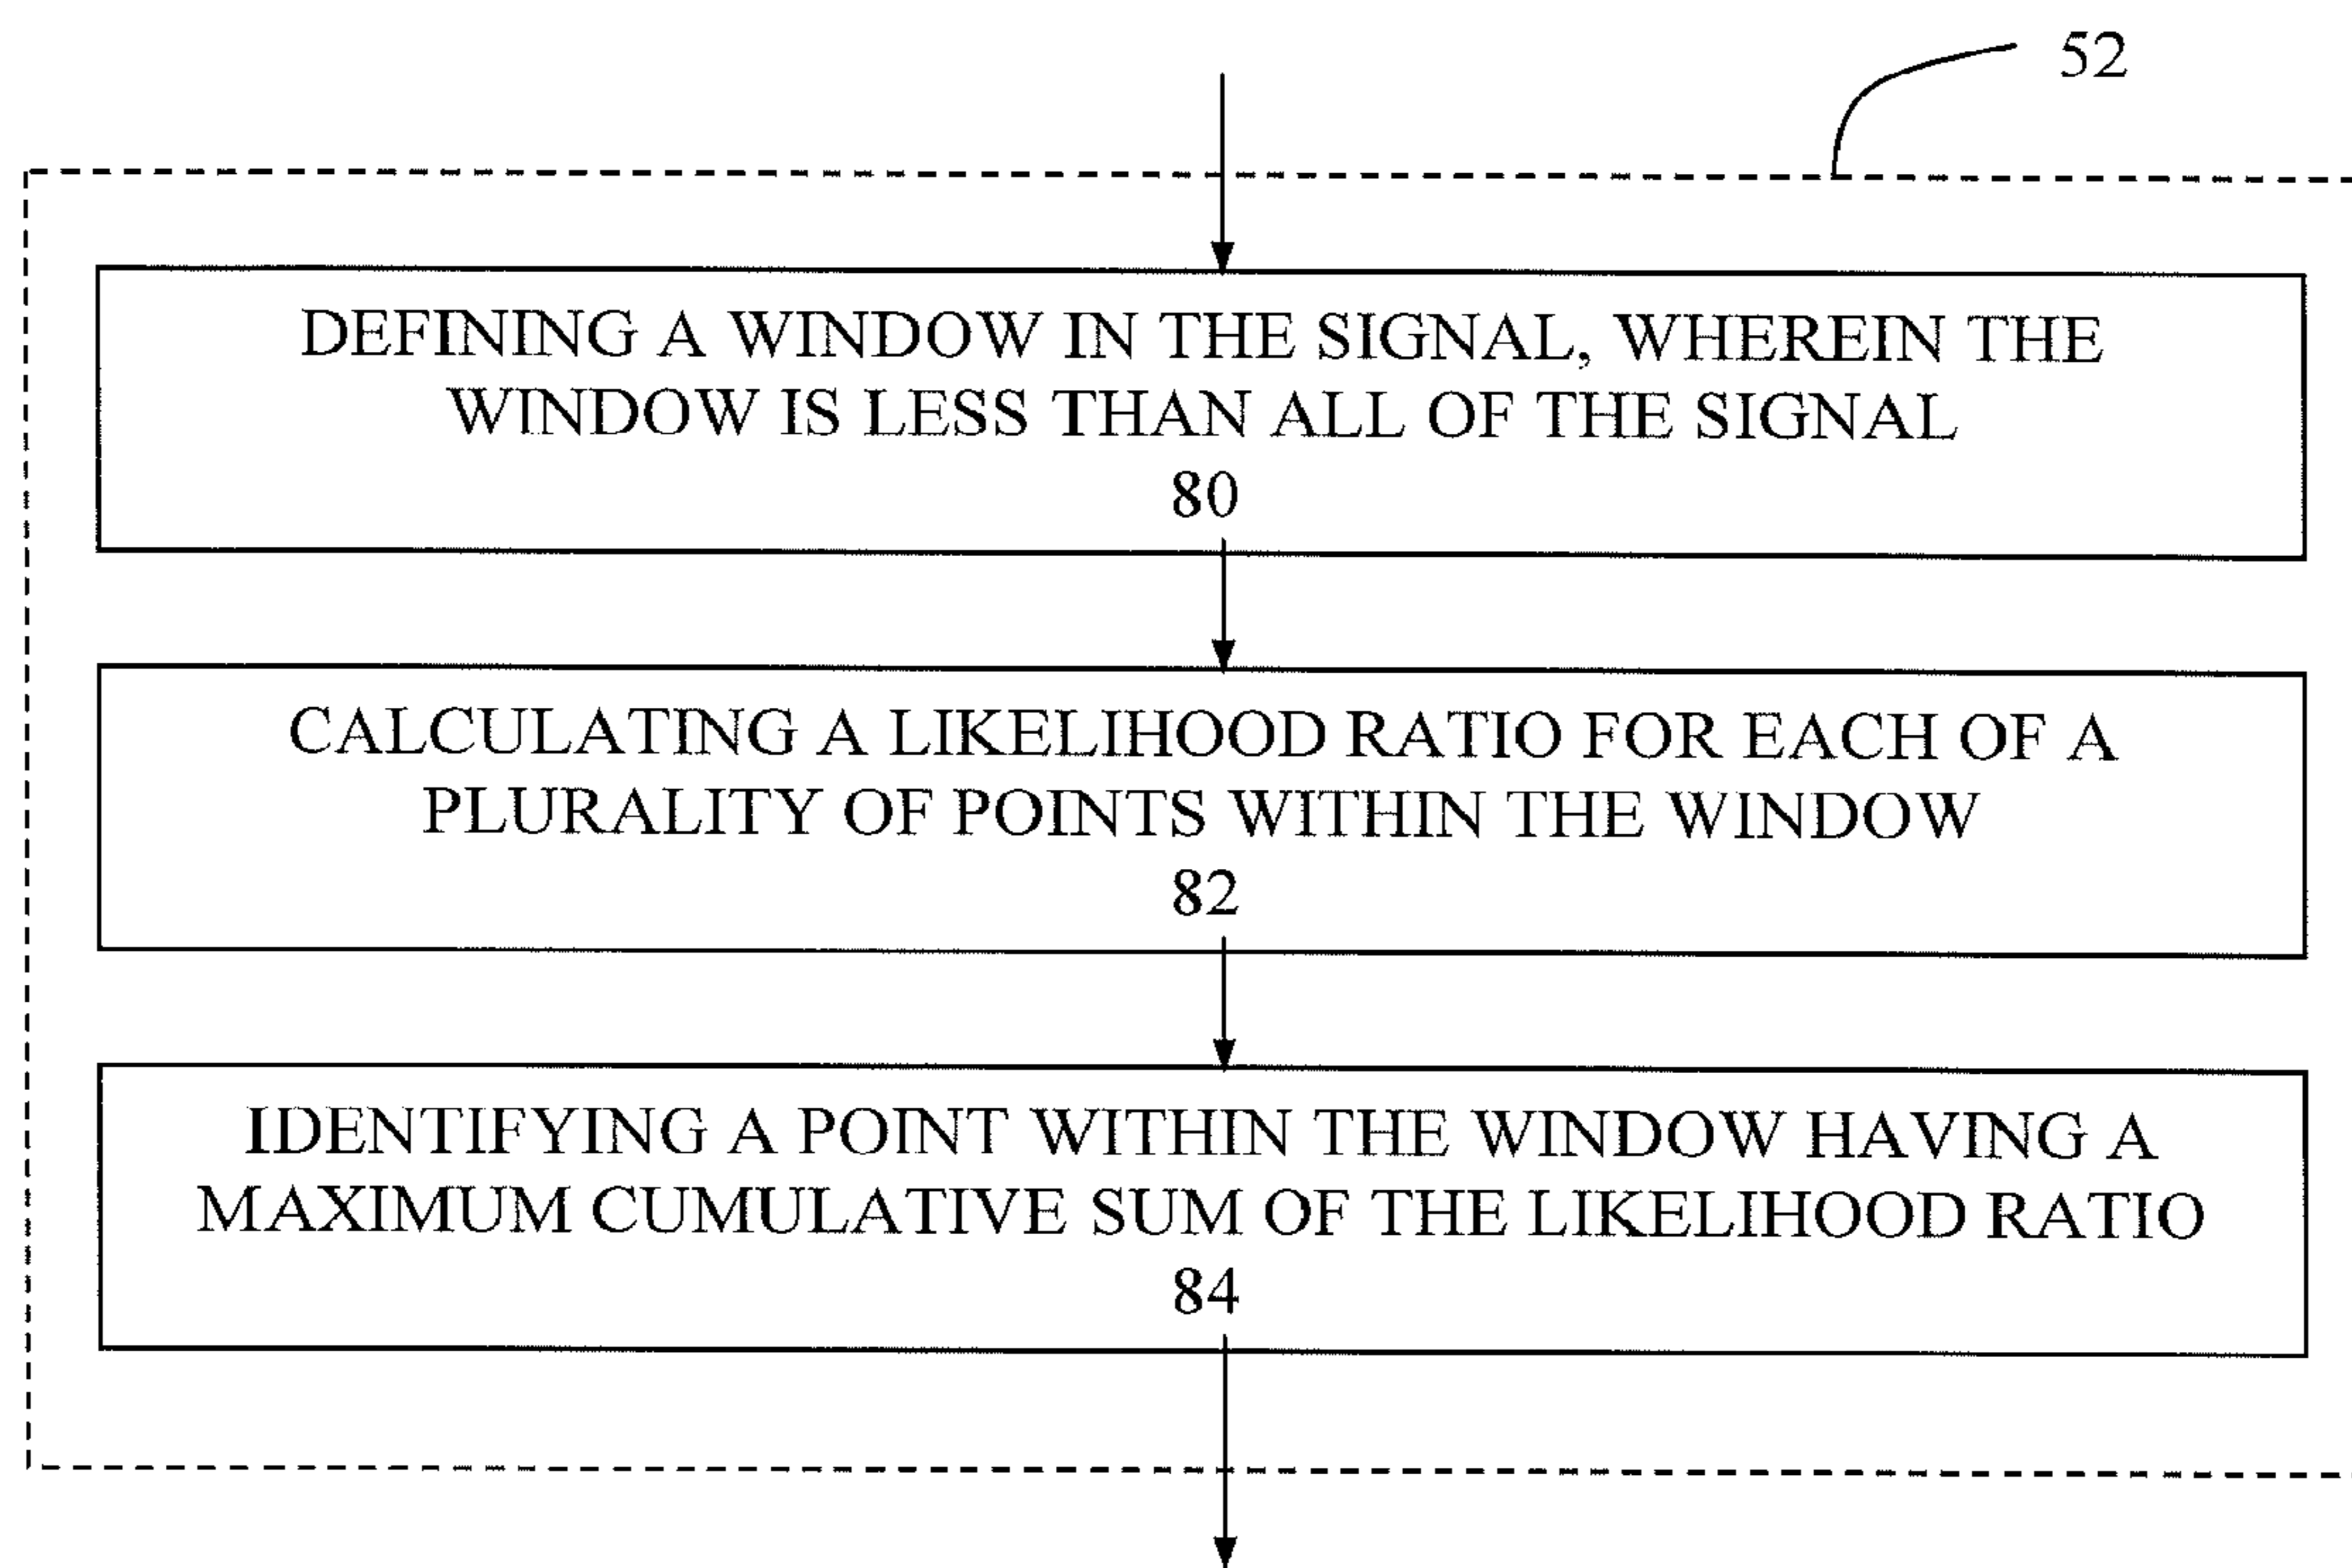 52
DEFINING A WINDOW IN THE SIGNAL, WHEREIN THE
WINDOW IS LESS THAN ALL OF THE SIGNAL
80
CALCULATING A LIKELIHOOD RATIO FOR EACH OF A
PLURALITY OF POINTS WITHIN THE WINDOW
82
IDENTIFYING A POINT WITHIN THE WINDOW HAVING A
MAXIMUM CUMULATIVE SUM OF THE LIKELIHOOD RATIO
84